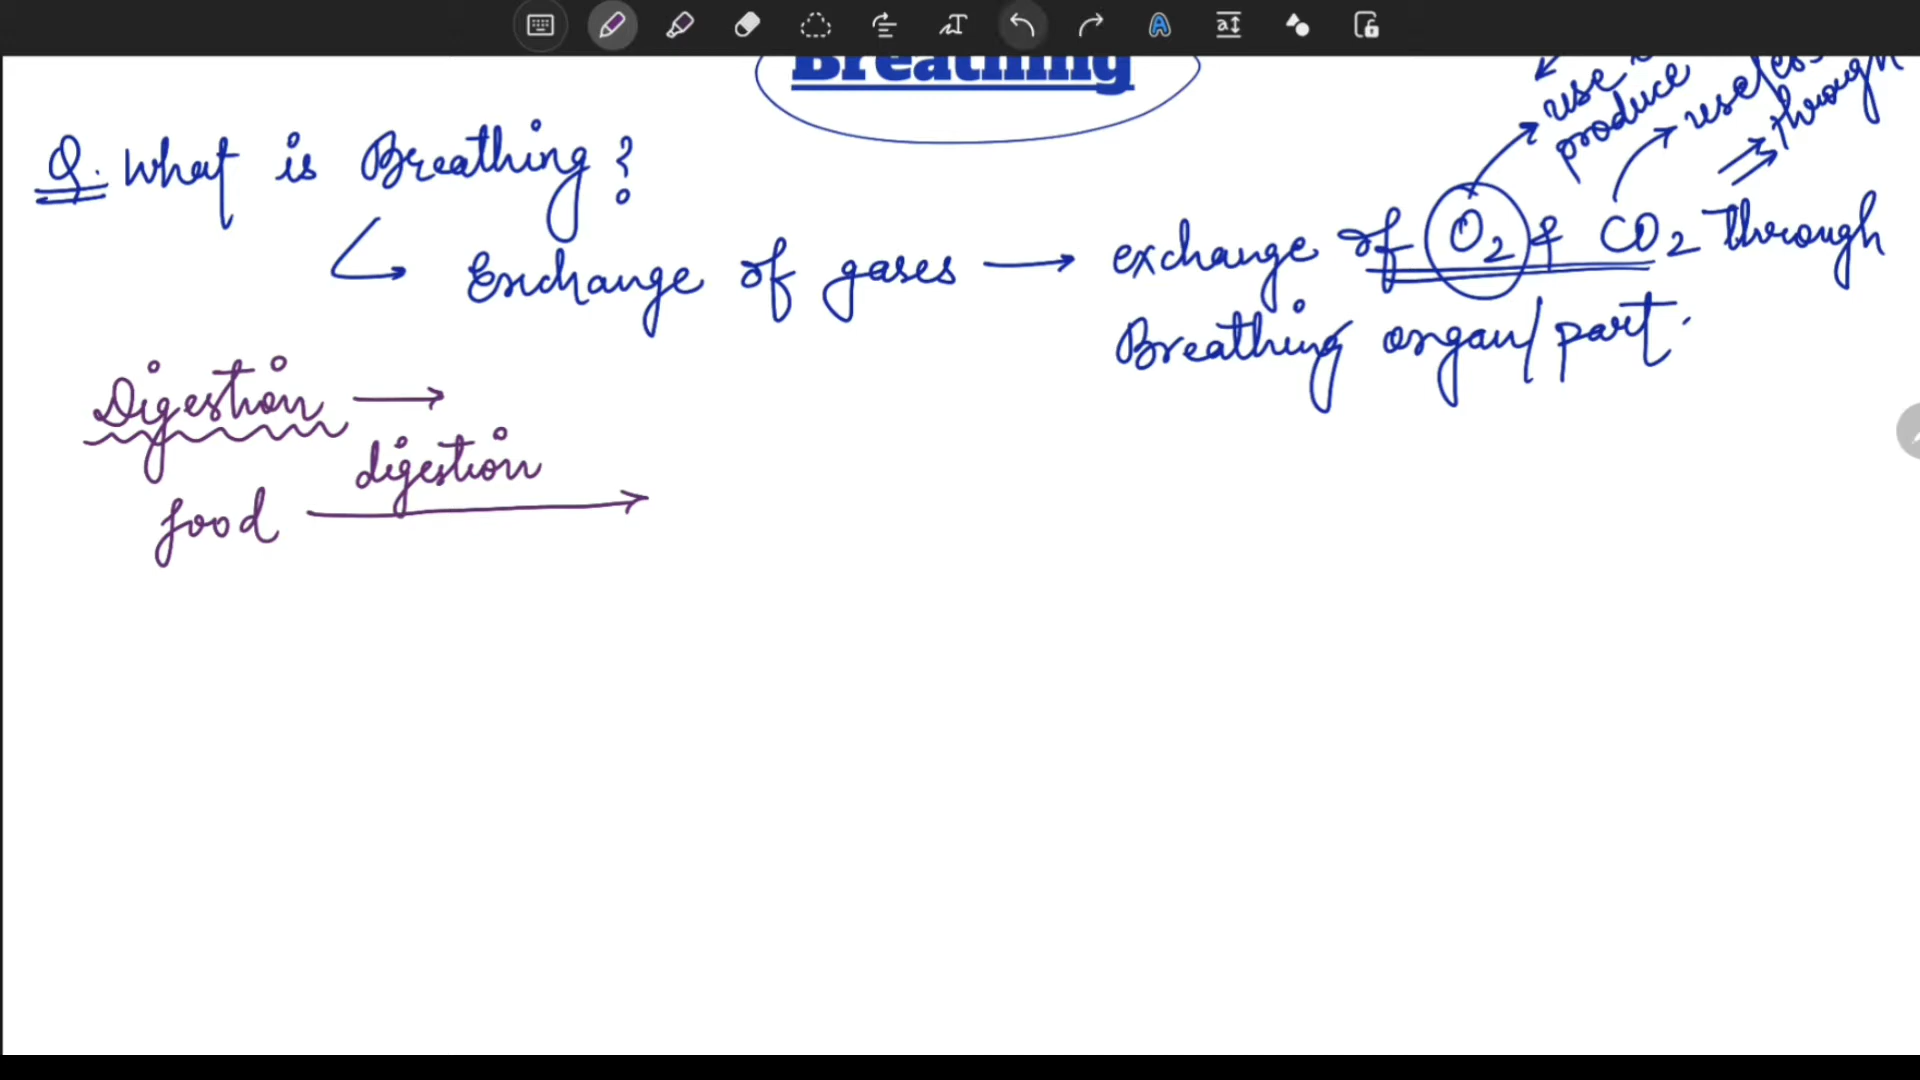 Breathing
use
produce
through
Q. What is Breathing?
Exchange of gases → exchange of O₂ & CO₂ through
Breathing organ/part.
Digestion →
digestion
food →